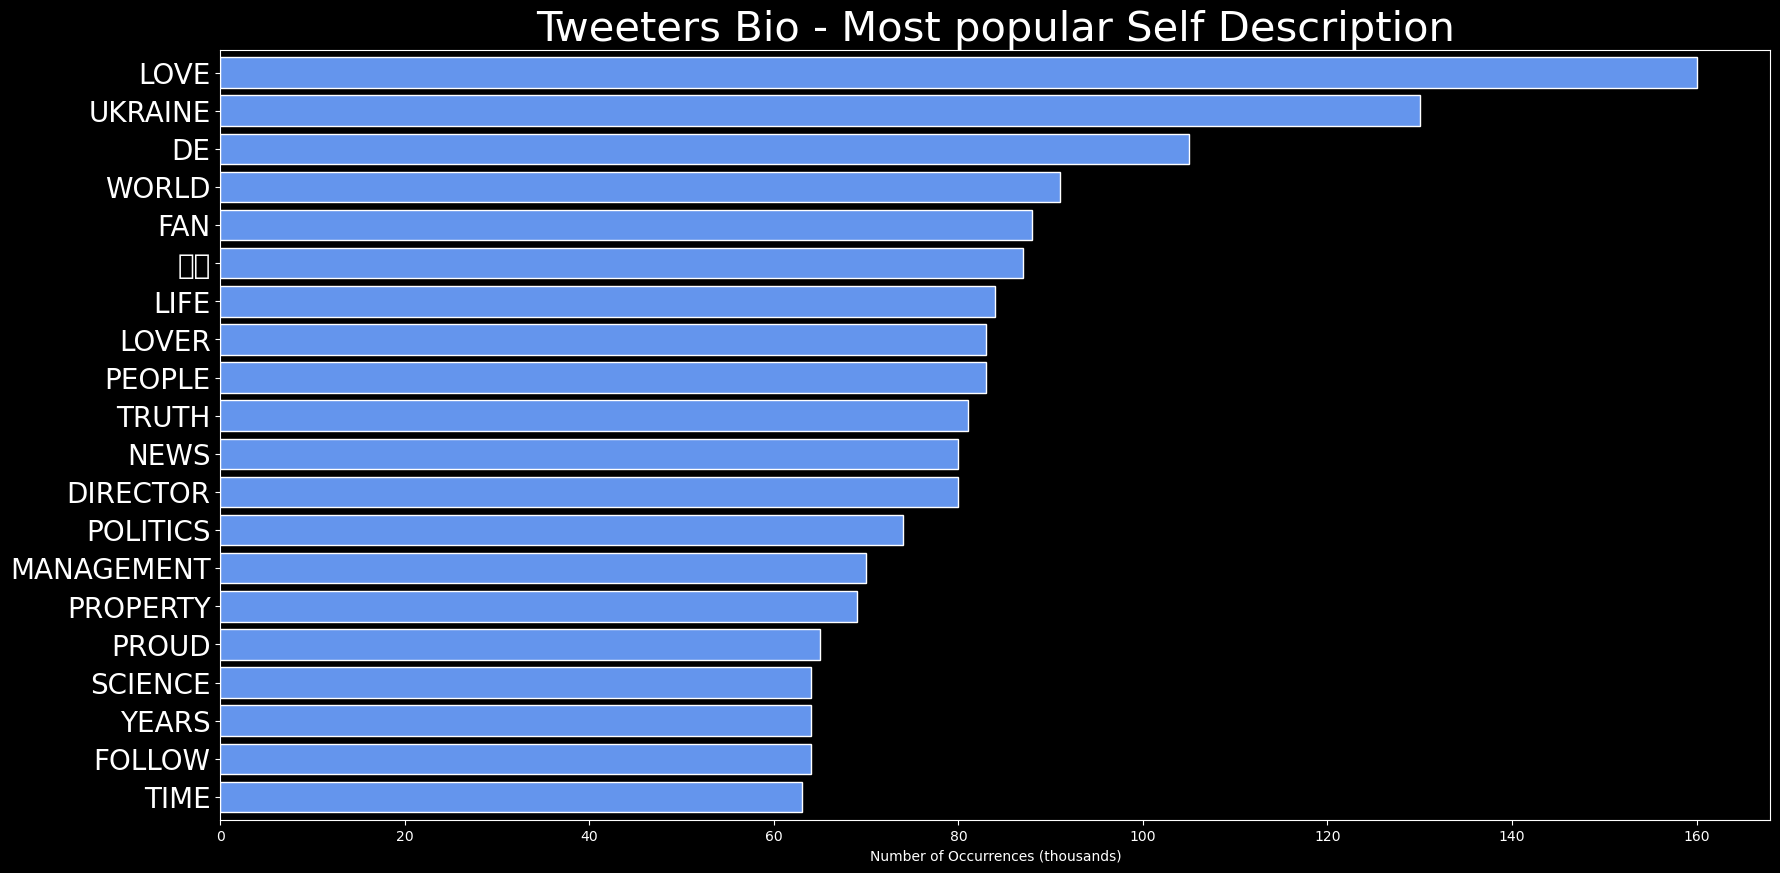 Tweeters Bio - Most popular Self Description
LOVE
UKRAINE
DE
WORLD
FAN
LIFE
LOVER
PEOPLE
TRUTH
NEWS
DIRECTOR
POLITICS
MANAGEMENT
PROPERTY
PROUD
SCIENCE
YEARS
FOLLOW
TIME
0 20 40 60 80 100 120 140 160
Number of Occurrences (thousands)